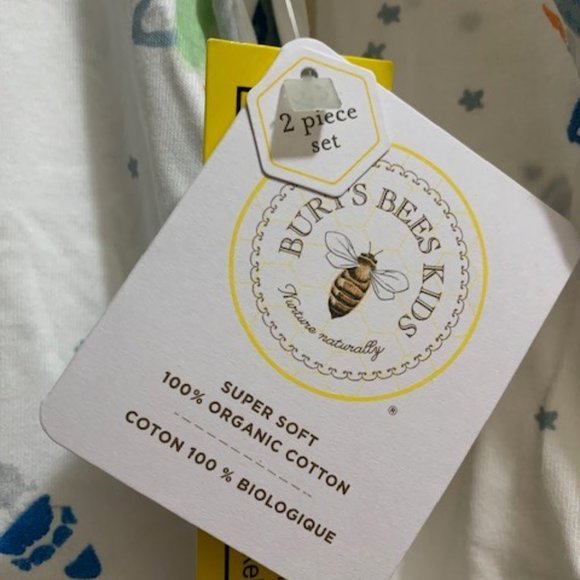 2 piece
set
BURT'S BEES KIDS
Nurture naturally
®
SUPER SOFT
100% ORGANIC COTTON
COTON 100 % BIOLOGIQUE